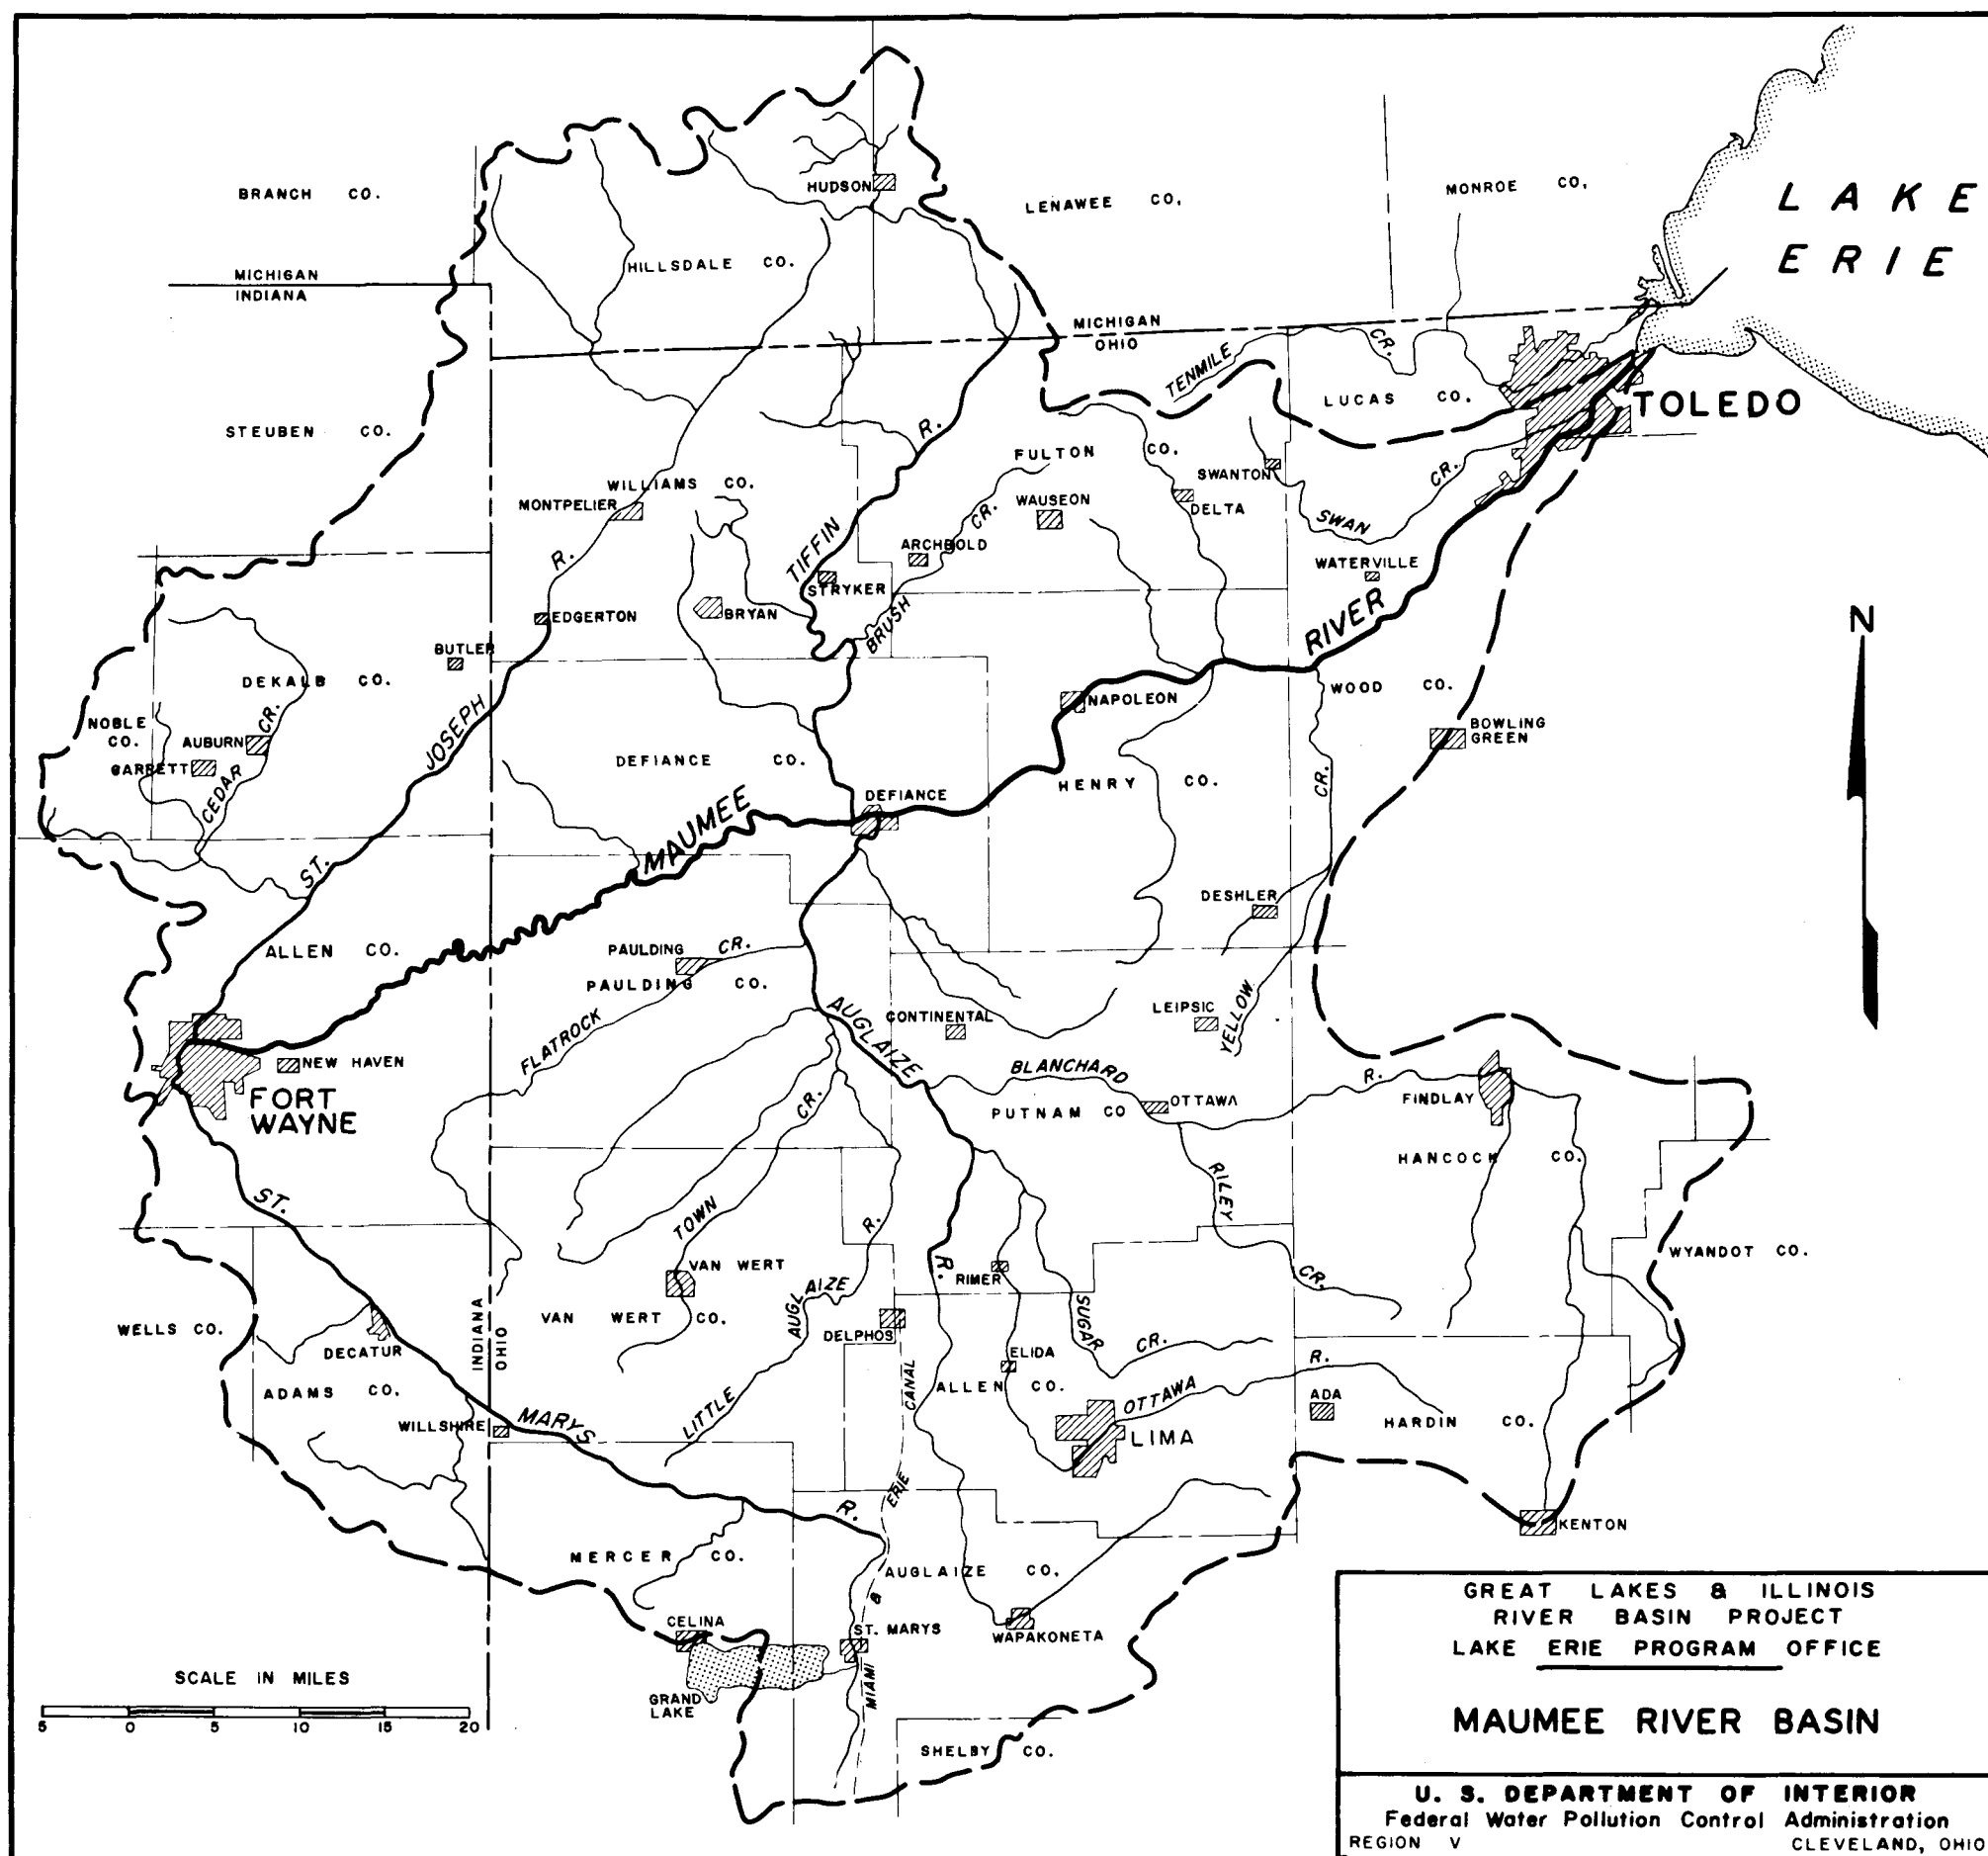 LAKE
ERIE
BRANCH CO.
HUDSON
LENAWEE CO.
MONROE CO.
HILLSDALE CO.
MICHIGAN
INDIANA
MICHIGAN
OHIO
TENMILE CR.
LUCAS CO.
TOLEDO
STEUBEN CO.
R.
FULTON CO.
SWANTON
CR.
WILLIAMS CO.
MONTPELIER
WAUSEON
CR.
DELTA
SWAN
TIFFIN
ARCHBOLD
R.
WATERVILLE
STRYKER
BRYAN
EDGERTON
BRUSH
RIVER
N
BUTLER
DEKALB CO.
WOOD CO.
NAPOLEON
JOSEPH
NOBLE
CO.
CR.
AUBURN
BOWLING
GREEN
GARRETT
DEFIANCE CO.
HENRY CO.
CR.
CEDAR
DEFIANCE
MAUMEE
ST.
DESHLER
ALLEN CO.
PAULDING CR.
PAULDING CO.
AUGLAIZE
CONTINENTAL
LEIPSIC
YELLOW
FLATROCK
NEW HAVEN
BLANCHARD R.
FORT
WAYNE
CR.
PUTNAM CO
OTTAWA
FINDLAY
HANCOCK CO.
RILEY
ST.
TOWN
R.
WYANDOT CO.
VAN WERT
R.
RIMER
CR.
AUGLAIZE
WELLS CO.
INDIANA
OHIO
VAN WERT CO.
DELPHOS
SUGAR CR.
DECATUR
ELIDA
R.
ADAMS CO.
CANAL
ALLEN CO.
OTTAWA
ADA
HARDIN CO.
LITTLE
WILLSHIRE
MARYS
LIMA
ERIE
R.
KENTON
MERCER CO.
AUGLAIZE CO.
&
CELINA
ST. MARYS
WAPAKONETA
MIAMI
GRAND
LAKE
SHELBY CO.
SCALE IN MILES
5 0 5 10 15 20
GREAT LAKES & ILLINOIS
RIVER BASIN PROJECT
LAKE ERIE PROGRAM OFFICE
MAUMEE RIVER BASIN
U. S. DEPARTMENT OF INTERIOR
Federal Water Pollution Control Administration
REGION V CLEVELAND, OHIO